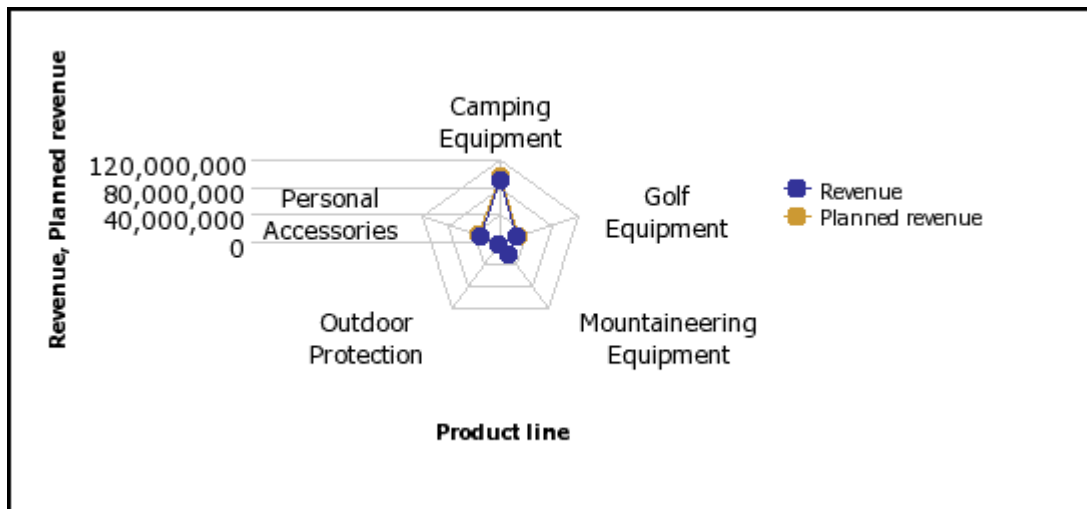 Revenue, Planned revenue
Camping
Equipment
120,000,000
80,000,000
40,000,000
0
Personal
Accessories
Golf
Equipment
Revenue
Planned revenue
Outdoor
Protection
Mountaineering
Equipment
Product line